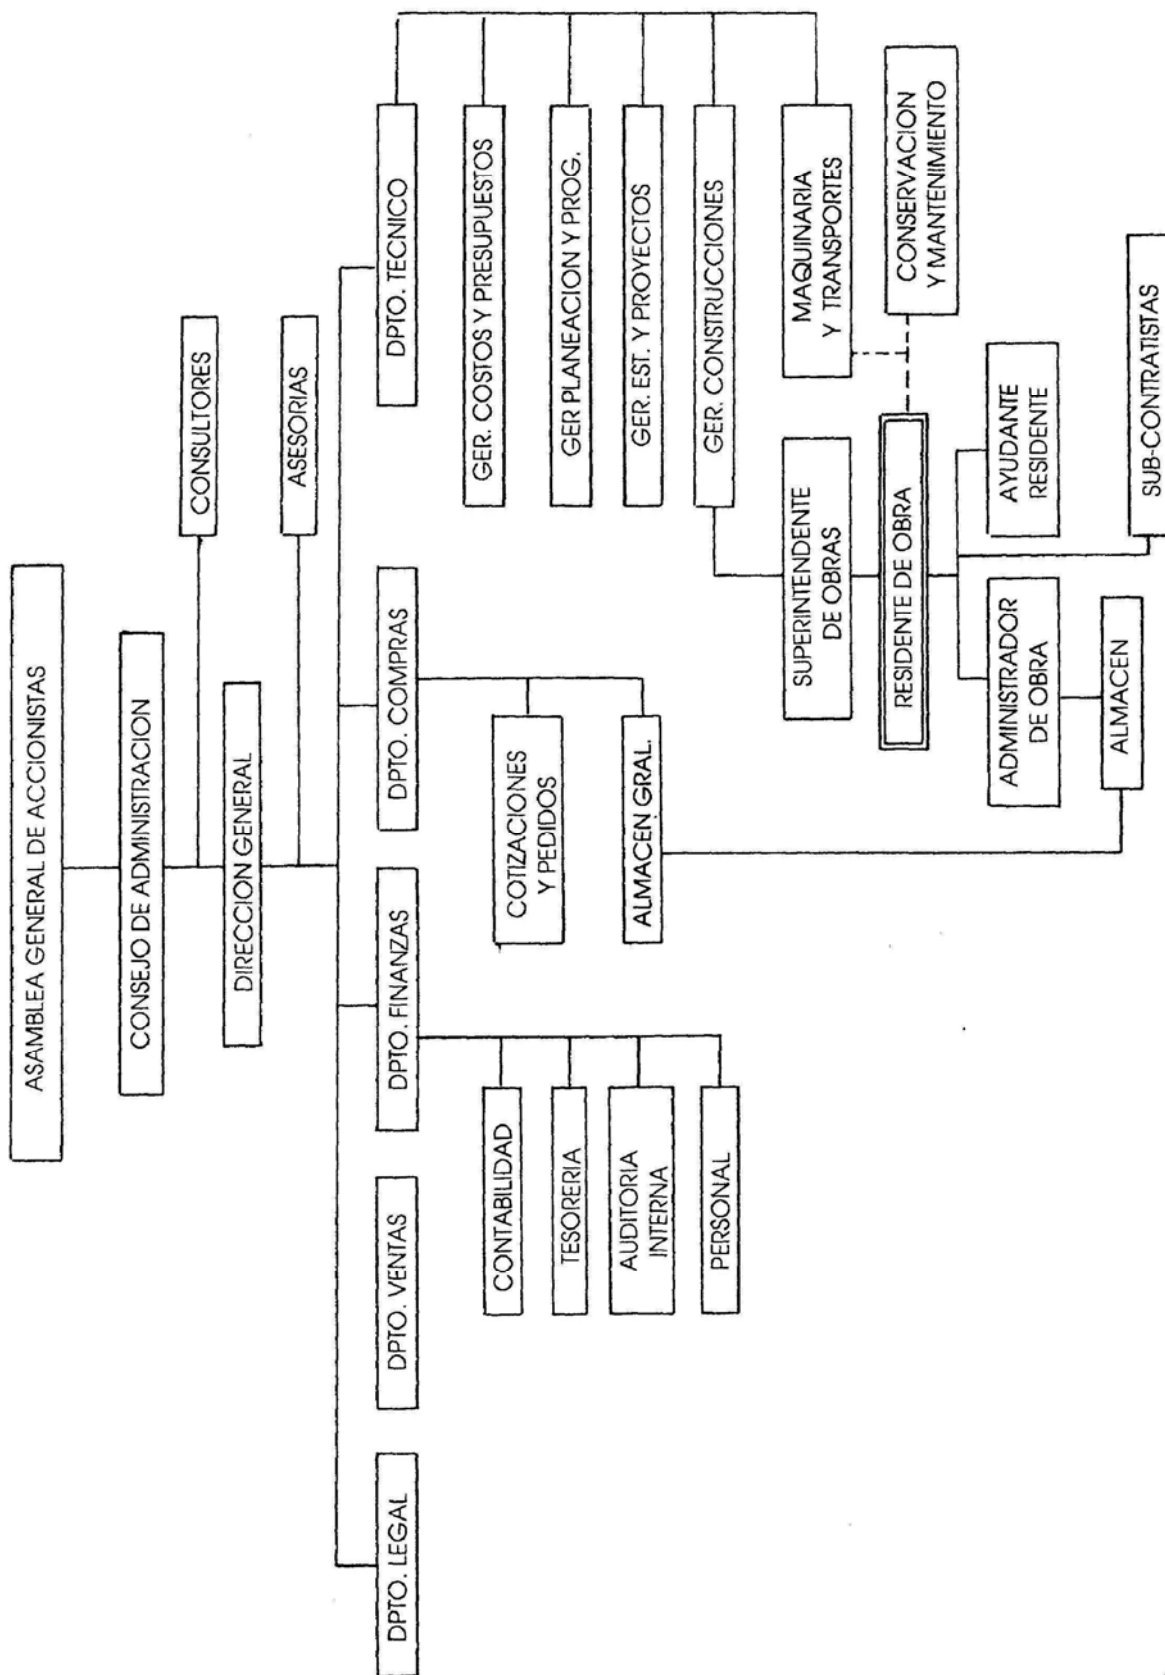 ASAMBLEA GENERAL DE ACCIONISTAS
CONSEJO DE ADMINISTRACION
CONSULTORES
DIRECCION GENERAL
ASESORIAS
DPTO. LEGAL
DPTO. VENTAS
DPTO. FINANZAS
DPTO. COMPRAS
DPTO. TECNICO
CONTABILIDAD
TESORERIA
AUDITORIA
INTERNA
PERSONAL
COTIZACIONES
Y PEDIDOS
ALMACEN GRAL.
GER. COSTOS Y PRESUPUESTOS
GER PLANEACION Y PROG.
GER. EST. Y PROYECTOS
GER. CONSTRUCCIONES
SUPERINTENDENTE
DE OBRAS
MAQUINARIA
Y TRANSPORTES
RESIDENTE DE OBRA
CONSERVACION
Y MANTENIMIENTO
ADMINISTRADOR
DE OBRA
AYUDANTE
RESIDENTE
ALMACEN
SUB-CONTRATISTAS